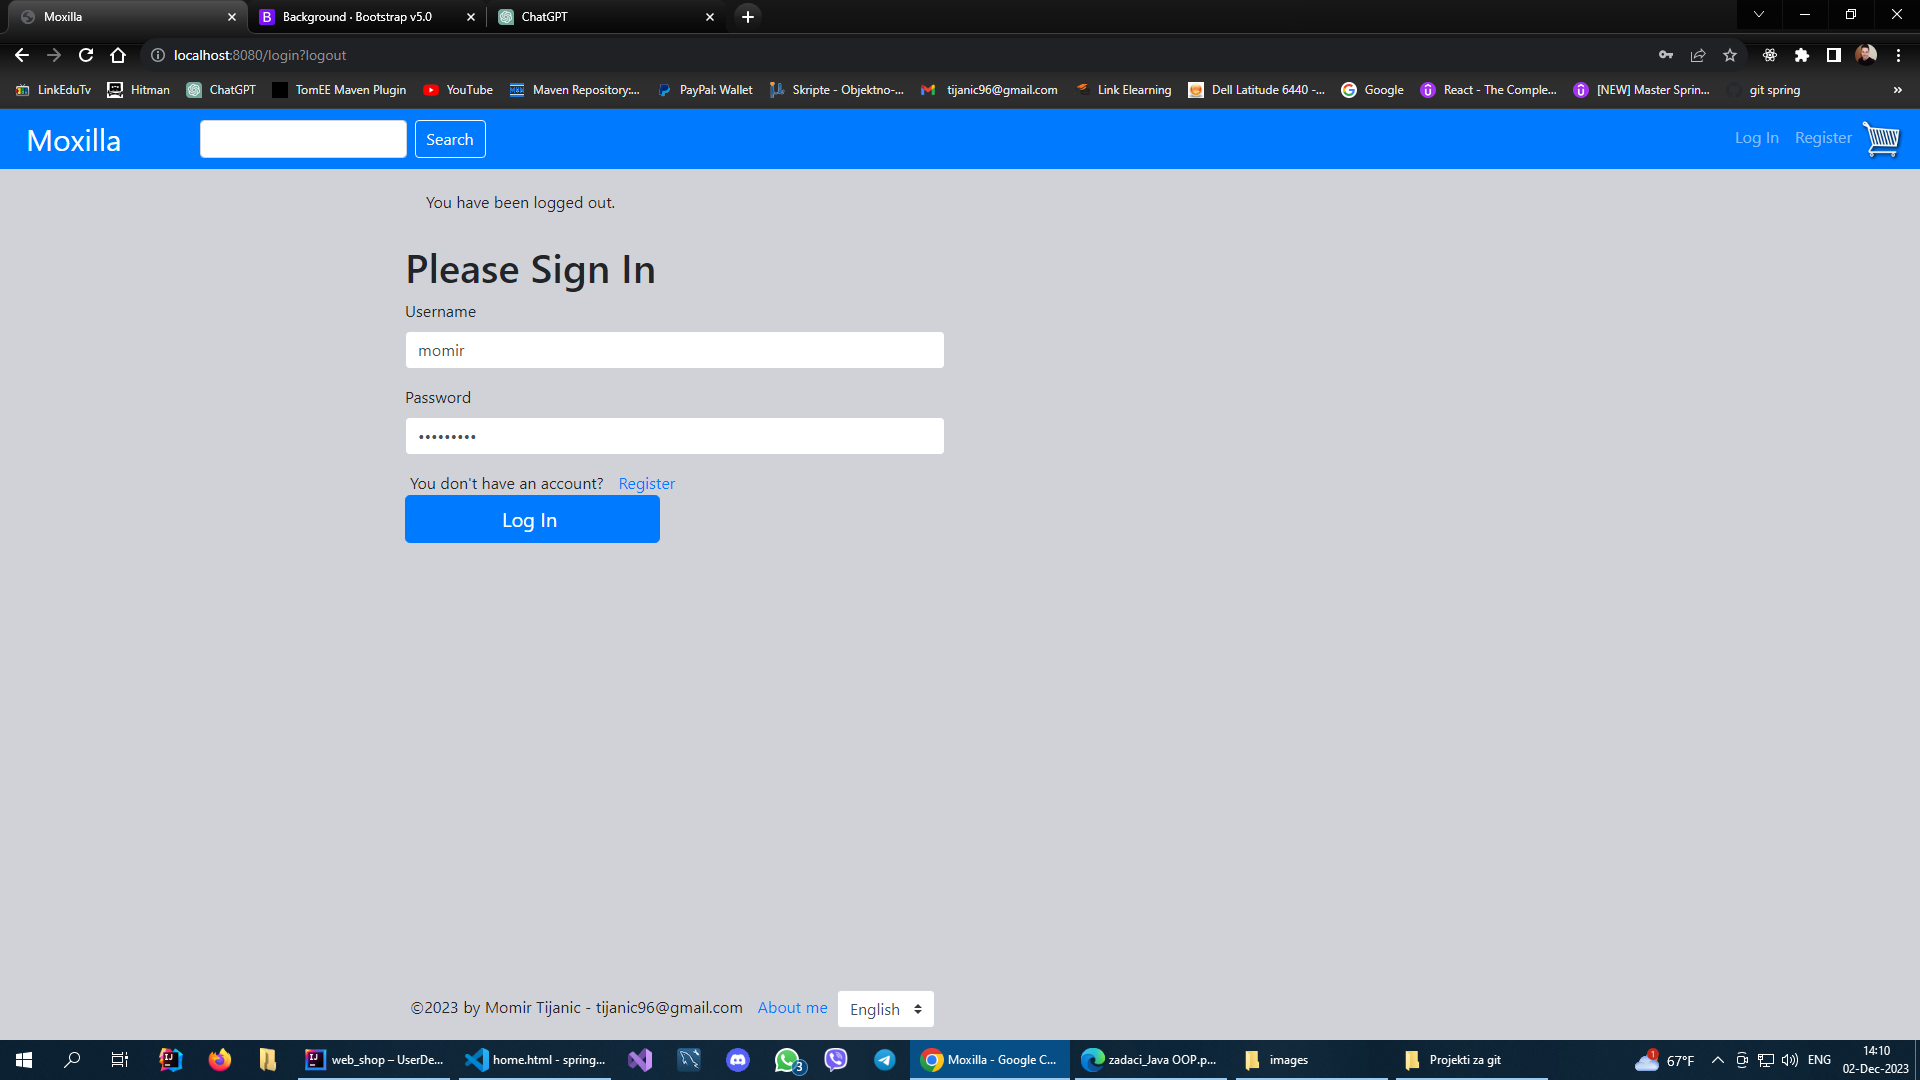 Moxilla
Background · Bootstrap v5.0
ChatGPT
localhost:8080/login?logout
LinkEduTv
Hitman
ChatGPT
TomEE Maven Plugin
YouTube
Maven Repository:...
PayPal: Wallet
Skripte - Objektno-...
tijanic96@gmail.com
Link Elearning
Dell Latitude 6440 -...
Google
React - The Comple...
[NEW] Master Sprin...
git spring
»
Moxilla
Search
Log In
Register
You have been logged out.
Please Sign In
Username
momir
Password
•••••••••
You don't have an account? Register
Log In
©2023 by Momir Tijanic - tijanic96@gmail.com About me English
web_shop – UserDe...
home.html - spring...
3
Moxilla - Google C...
zadaci_Java OOP.p...
images
Projekti za git
1
67°F
ENG
14:10
02-Dec-2023